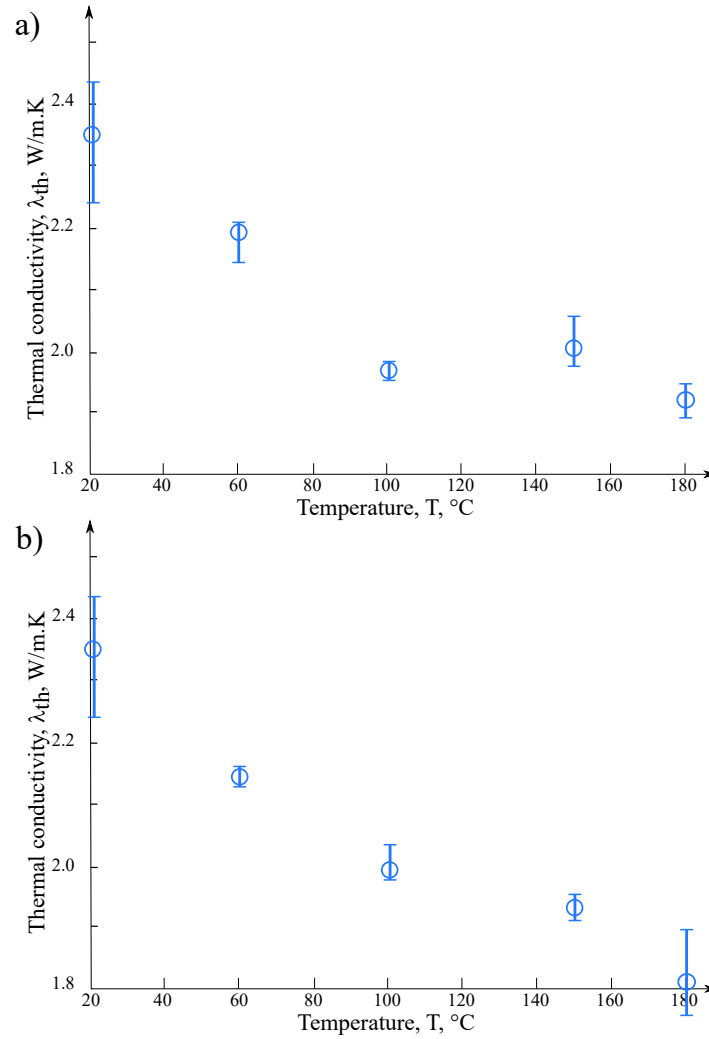 a)
Thermal conductivity, λth, W/m.K
2.4
2.2
2.0
1.8
20 40 60 80 100 120 140 160 180
Temperature, T, °C
b)
Thermal conductivity, λth, W/m.K
2.4
2.2
2.0
1.8
20 40 60 80 100 120 140 160 180
Temperature, T, °C